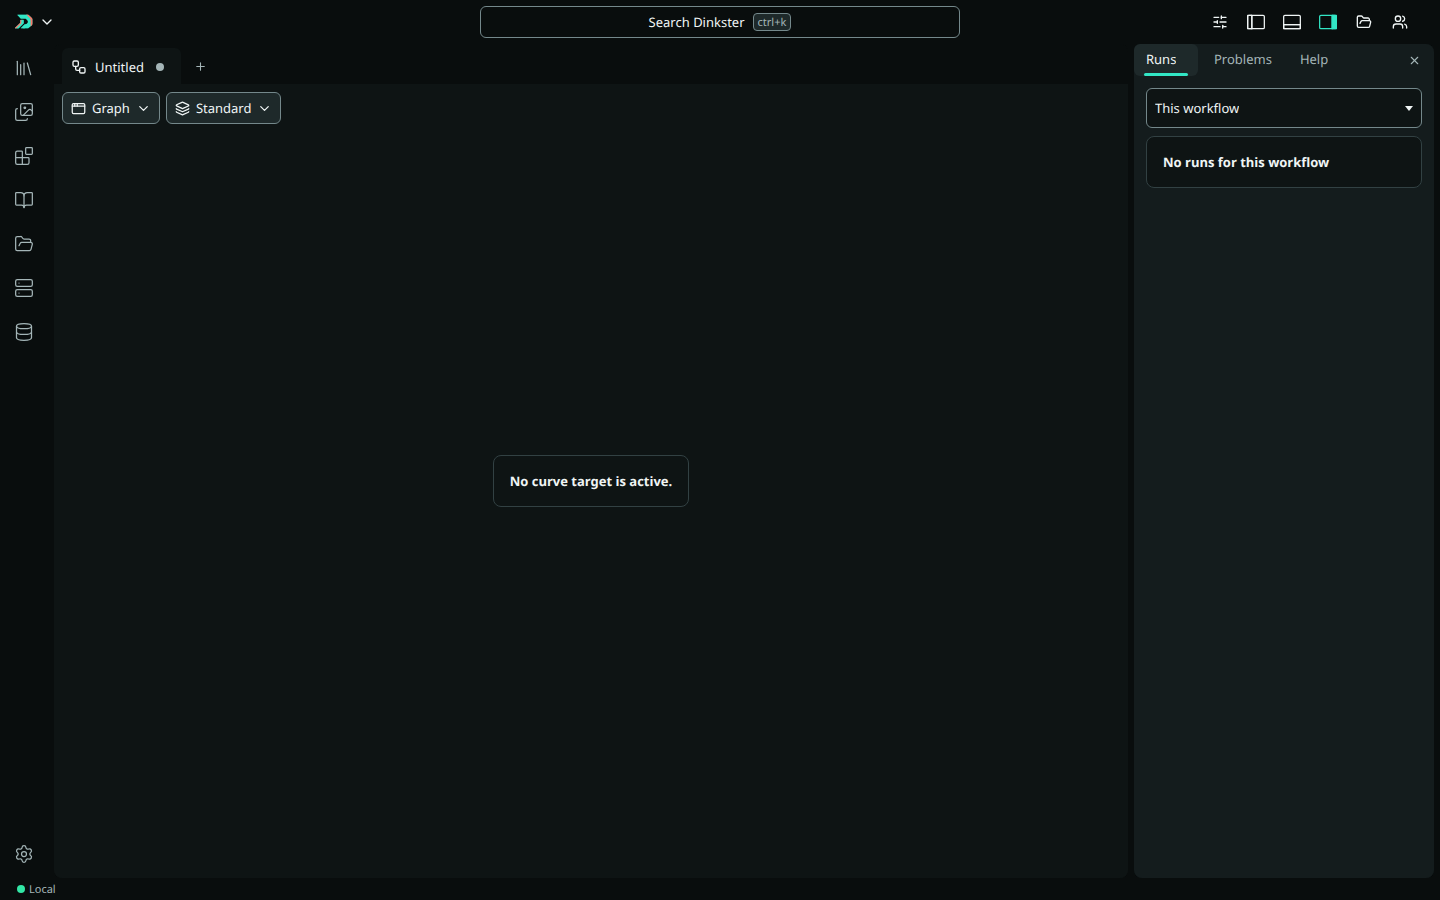 Search Dinkster ctrl+k
Untitled
Graph
Standard
No curve target is active.
Runs
Problems
Help
This workflow
No runs for this workflow
Local